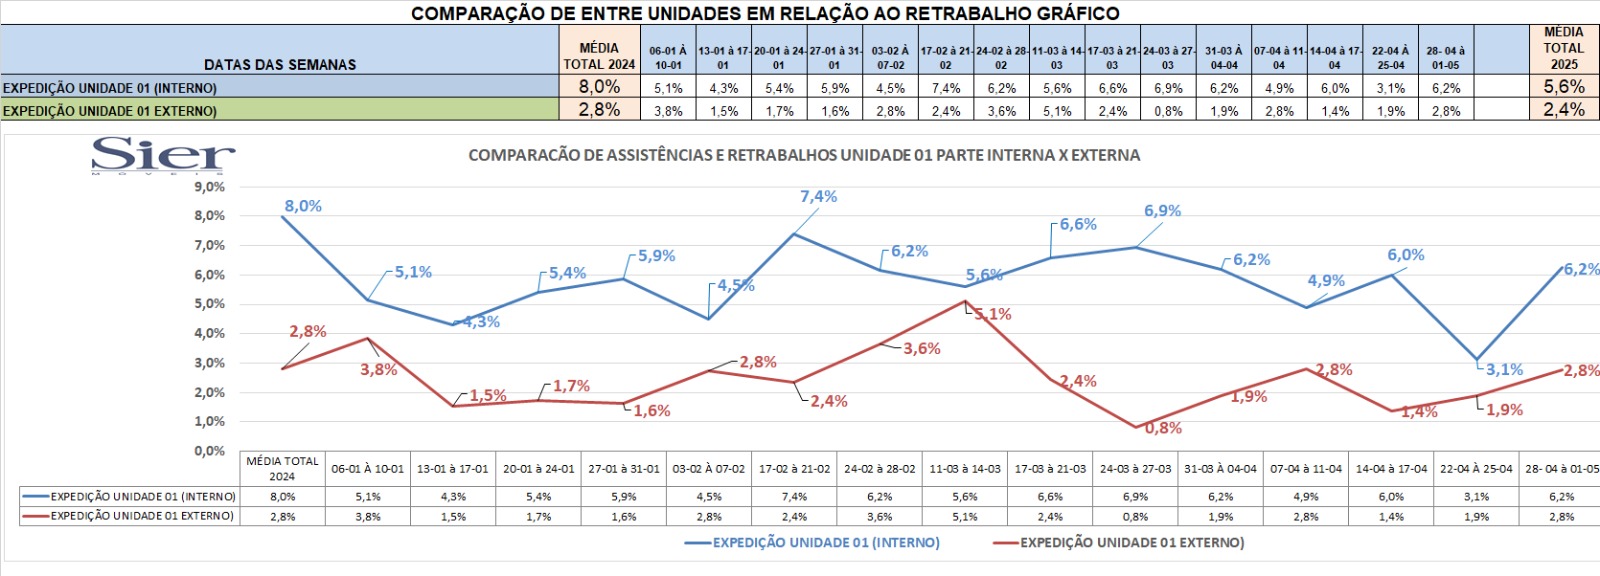 COMPARAÇÃO DE ENTRE UNIDADES EM RELAÇÃO AO RETRABALHO GRÁFICO
DATAS DAS SEMANAS MÉDIA TOTAL 2024 06-01 À 10-01 13-01 à 17-01 20-01 à 24-01 27-01 à 31-01 03-02 À 07-02 17-02 à 21-02 24-02 à 28-02 11-03 à 14-03 17-03 à 21-03 24-03 à 27-03 31-03 À 04-04 07-04 à 11-04 14-04 à 17-04 22-04 À 25-04 28- 04 à 01-05 MÉDIA TOTAL 2025
EXPEDIÇÃO UNIDADE 01 (INTERNO) 8,0% 5,1% 4,3% 5,4% 5,9% 4,5% 7,4% 6,2% 5,6% 6,6% 6,9% 6,2% 4,9% 6,0% 3,1% 6,2% 5,6%
EXPEDIÇÃO UNIDADE 01 EXTERNO) 2,8% 3,8% 1,5% 1,7% 1,6% 2,8% 2,4% 3,6% 5,1% 2,4% 0,8% 1,9% 2,8% 1,4% 1,9% 2,8% 2,4%
Sier
MÓVEIS
COMPARACÃO DE ASSISTÊNCIAS E RETRABALHOS UNIDADE 01 PARTE INTERNA X EXTERNA
9,0%
8,0%
7,0%
6,0%
5,0%
4,0%
3,0%
2,0%
1,0%
0,0%
8,0% 5,1% 4,3% 5,4% 5,9% 4,5% 7,4% 6,2% 5,6% 6,6% 6,9% 6,2% 4,9% 6,0% 3,1% 6,2%
2,8% 3,8% 1,5% 1,7% 1,6% 2,8% 2,4% 3,6% 5,1% 2,4% 0,8% 1,9% 2,8% 1,4% 1,9% 2,8%
MÉDIA TOTAL 2024 06-01 À 10-01 13-01 à 17-01 20-01 à 24-01 27-01 à 31-01 03-02 À 07-02 17-02 à 21-02 24-02 à 28-02 11-03 à 14-03 17-03 à 21-03 24-03 à 27-03 31-03 À 04-04 07-04 à 11-04 14-04 à 17-04 22-04 À 25-04 28- 04 à 01-05
EXPEDIÇÃO UNIDADE 01 (INTERNO) 8,0% 5,1% 4,3% 5,4% 5,9% 4,5% 7,4% 6,2% 5,6% 6,6% 6,9% 6,2% 4,9% 6,0% 3,1% 6,2%
EXPEDIÇÃO UNIDADE 01 EXTERNO) 2,8% 3,8% 1,5% 1,7% 1,6% 2,8% 2,4% 3,6% 5,1% 2,4% 0,8% 1,9% 2,8% 1,4% 1,9% 2,8%
EXPEDIÇÃO UNIDADE 01 (INTERNO) EXPEDIÇÃO UNIDADE 01 EXTERNO)